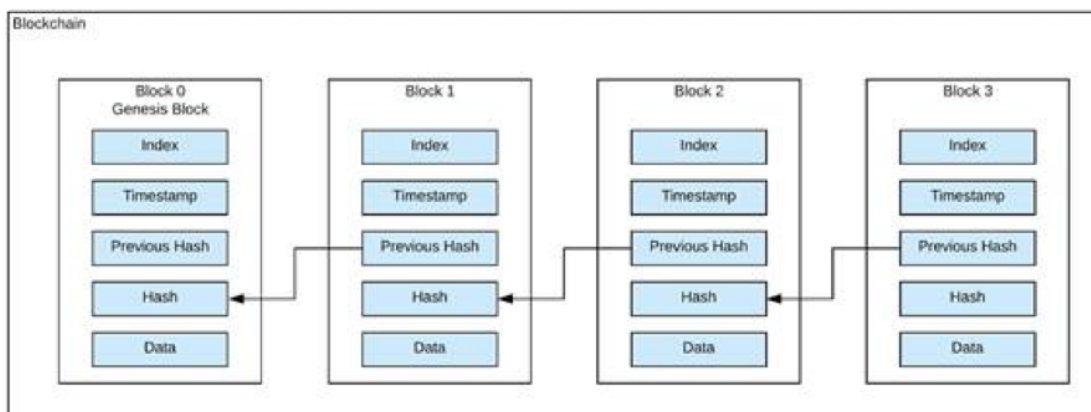 Blockchain
Block 0
Genesis Block
Index
Timestamp
Previous Hash
Hash
Data
Block 1
Index
Timestamp
Previous Hash
Hash
Data
Block 2
Index
Timestamp
Previous Hash
Hash
Data
Block 3
Index
Timestamp
Previous Hash
Hash
Data